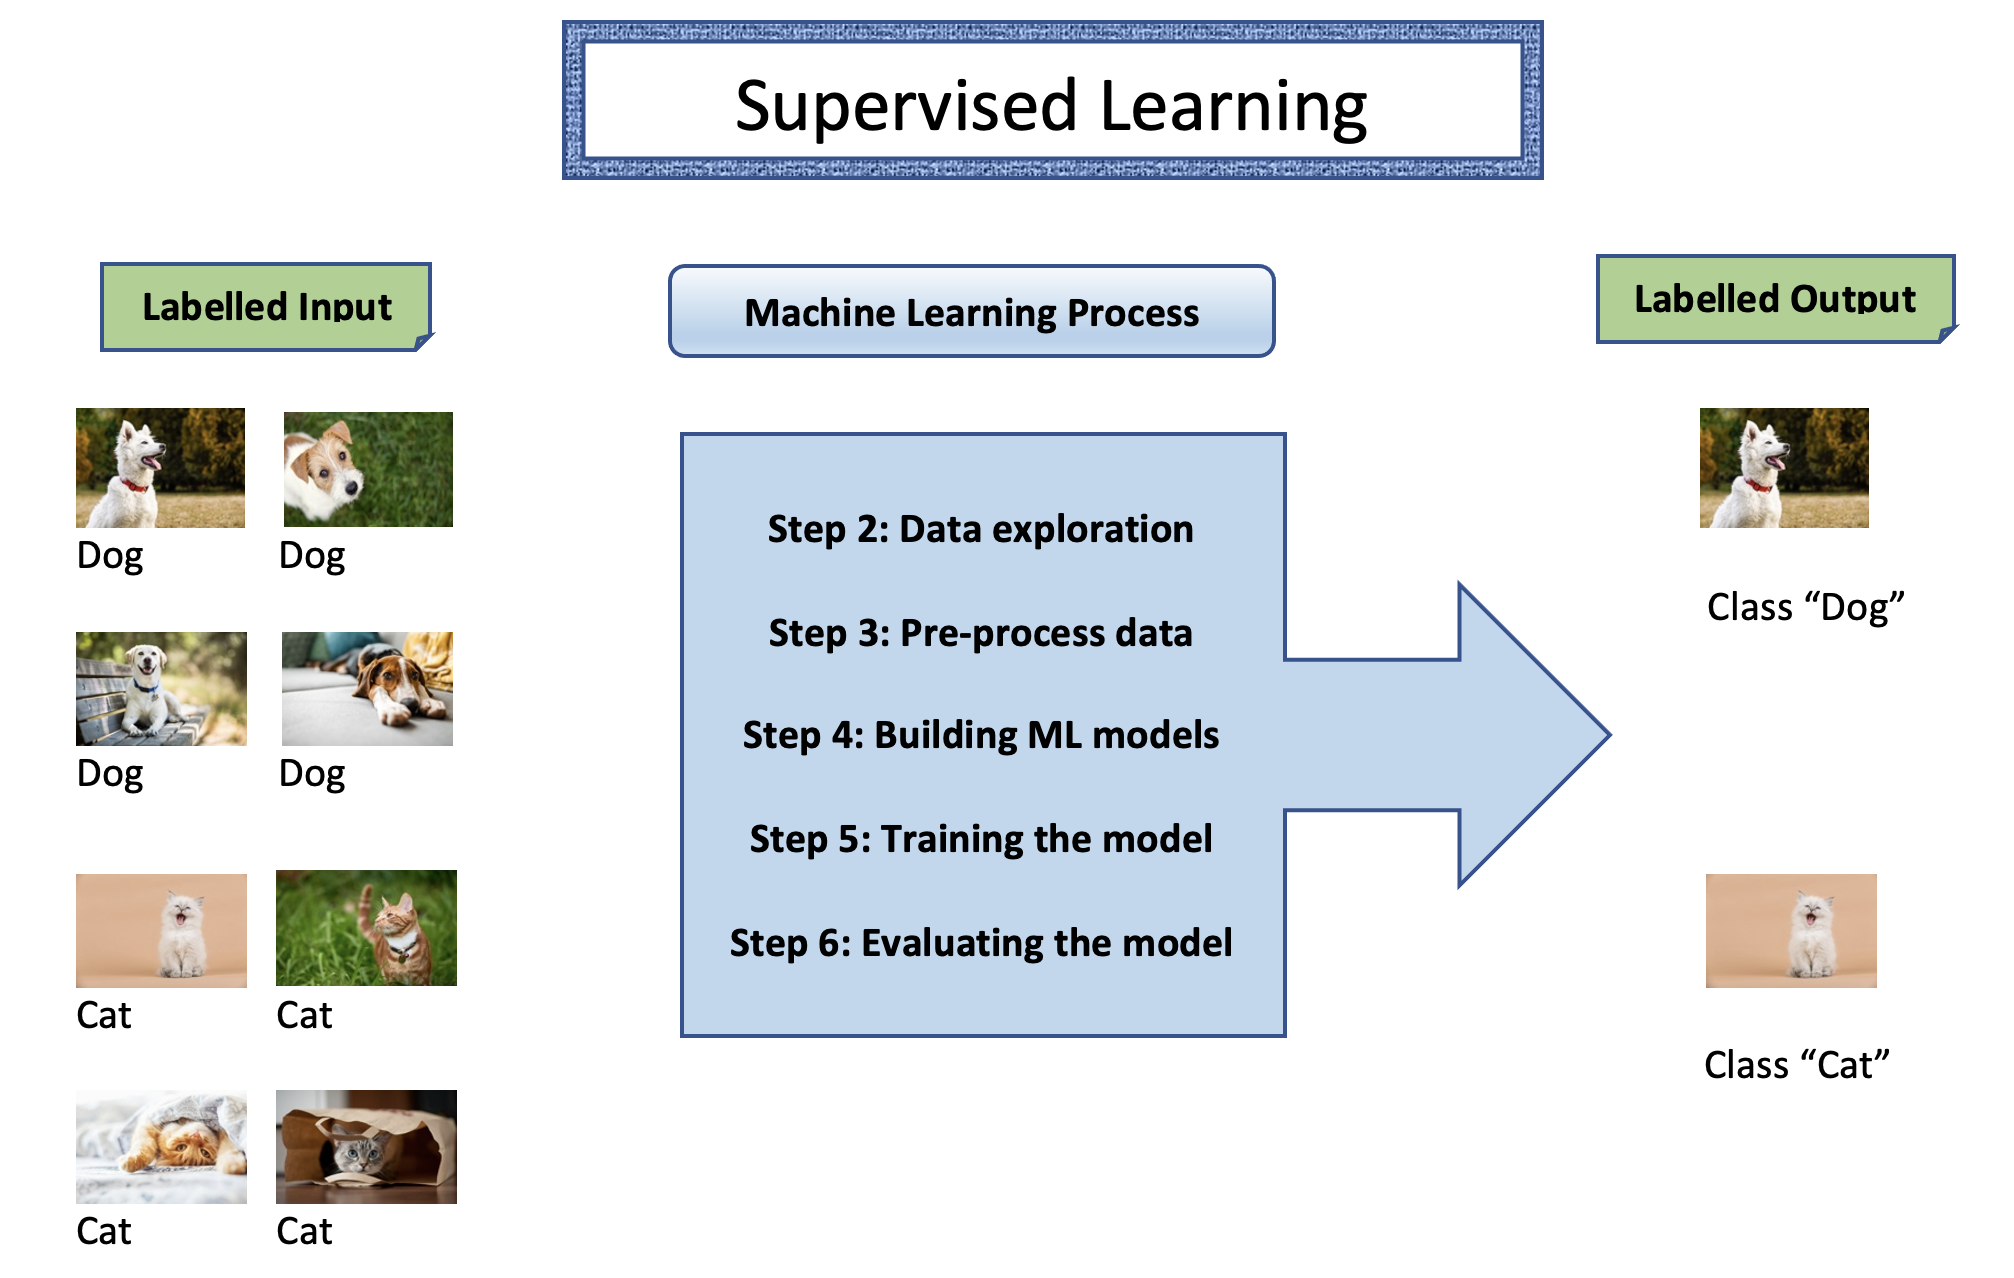 Supervised Learning
Labelled Input
Machine Learning Process
Labelled Output
Dog
Dog
Dog
Dog
Cat
Cat
Cat
Cat
Step 2: Data exploration
Step 3: Pre-process data
Step 4: Building ML models
Step 5: Training the model
Step 6: Evaluating the model
Class “Dog”
Class “Cat”